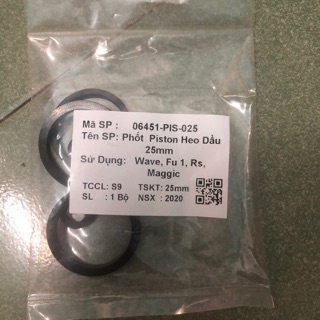 Mã SP :  06451-PIS-025
Tên SP: Phốt Piston Heo Dầu
25mm
Sử Dụng: Wave, Fu 1, Rs,
Maggic
TCCL: S9  TSKT: 25mm
SL : 1 Bộ  NSX : 2020